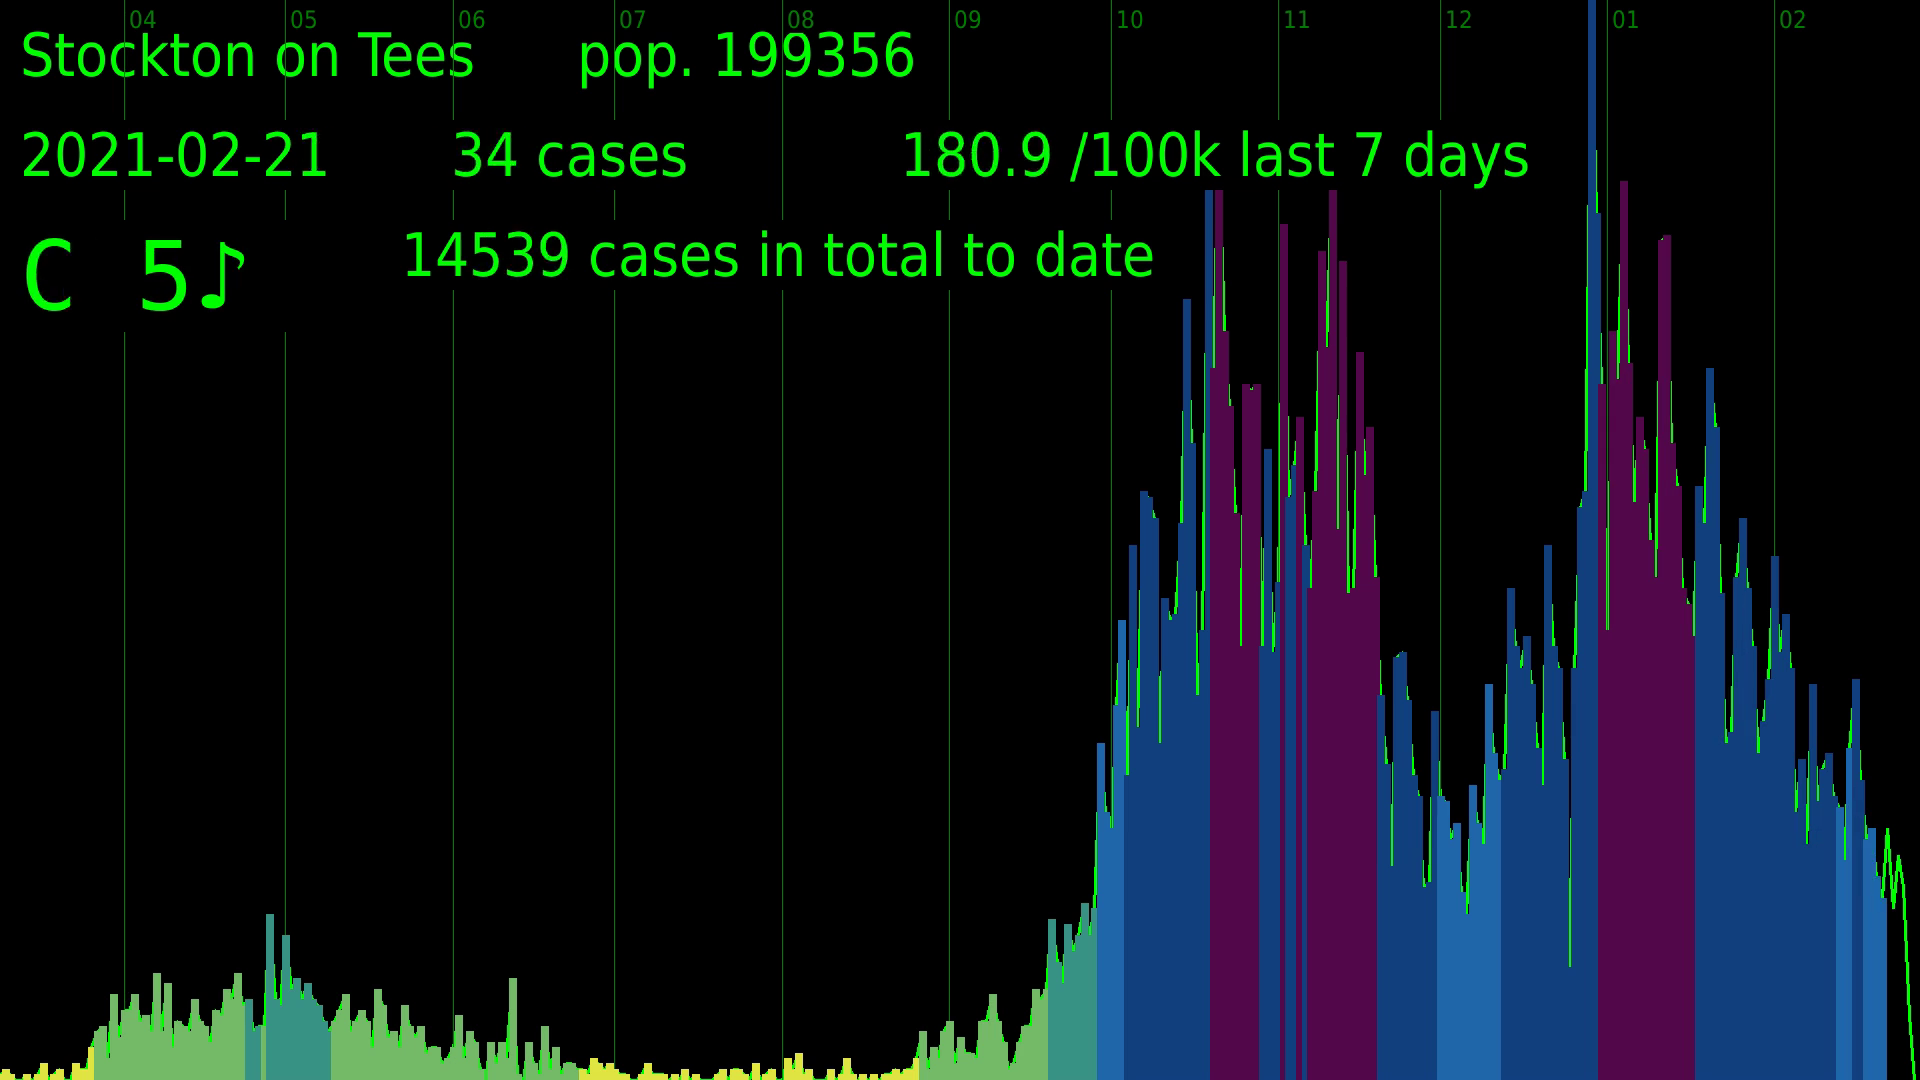 04 05 06 07 08 09 10 11 12 01 02
Stockton on Tees pop. 199356
2021-02-21 34 cases 180.9 /100k last 7 days
C 5♪ 14539 cases in total to date